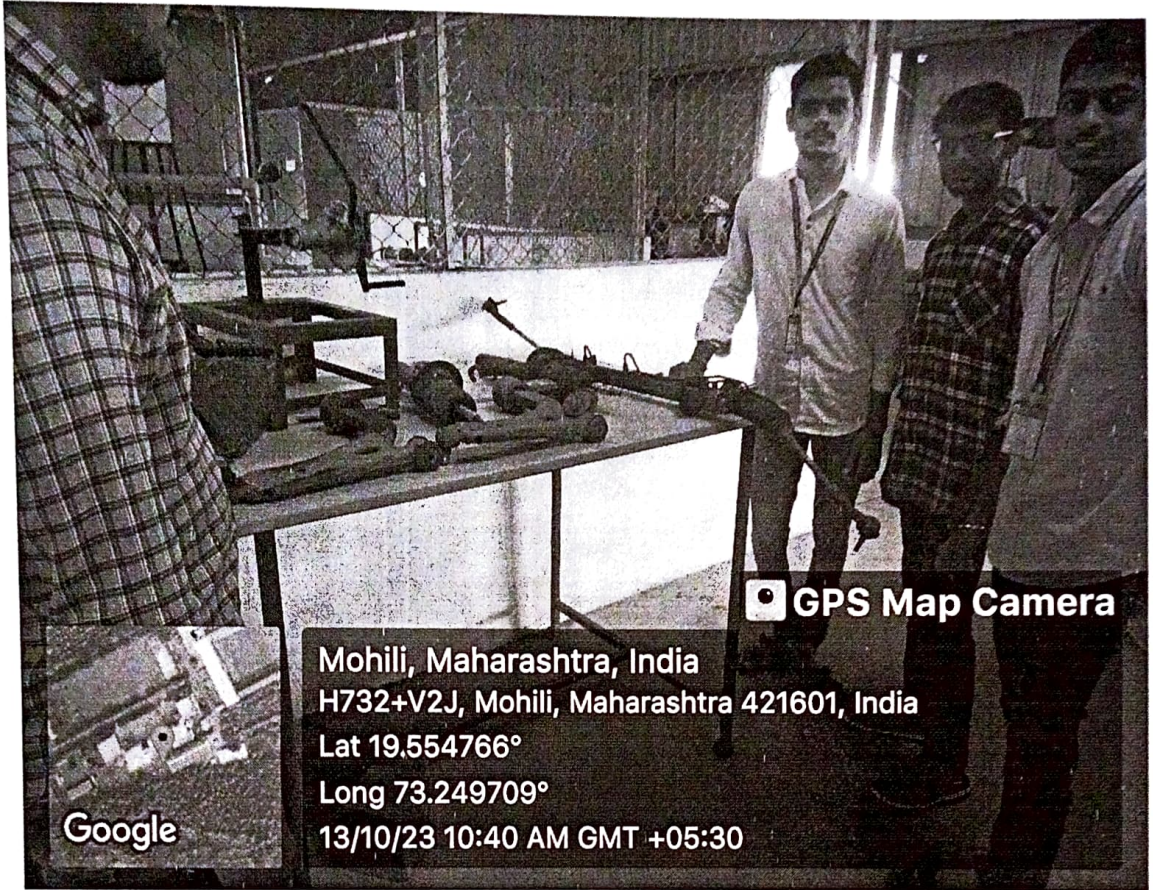 GPS Map Camera
Mohili, Maharashtra, India
H732+V2J, Mohili, Maharashtra 421601, India
Lat 19.554766°
Long 73.249709°
13/10/23 10:40 AM GMT +05:30
Google